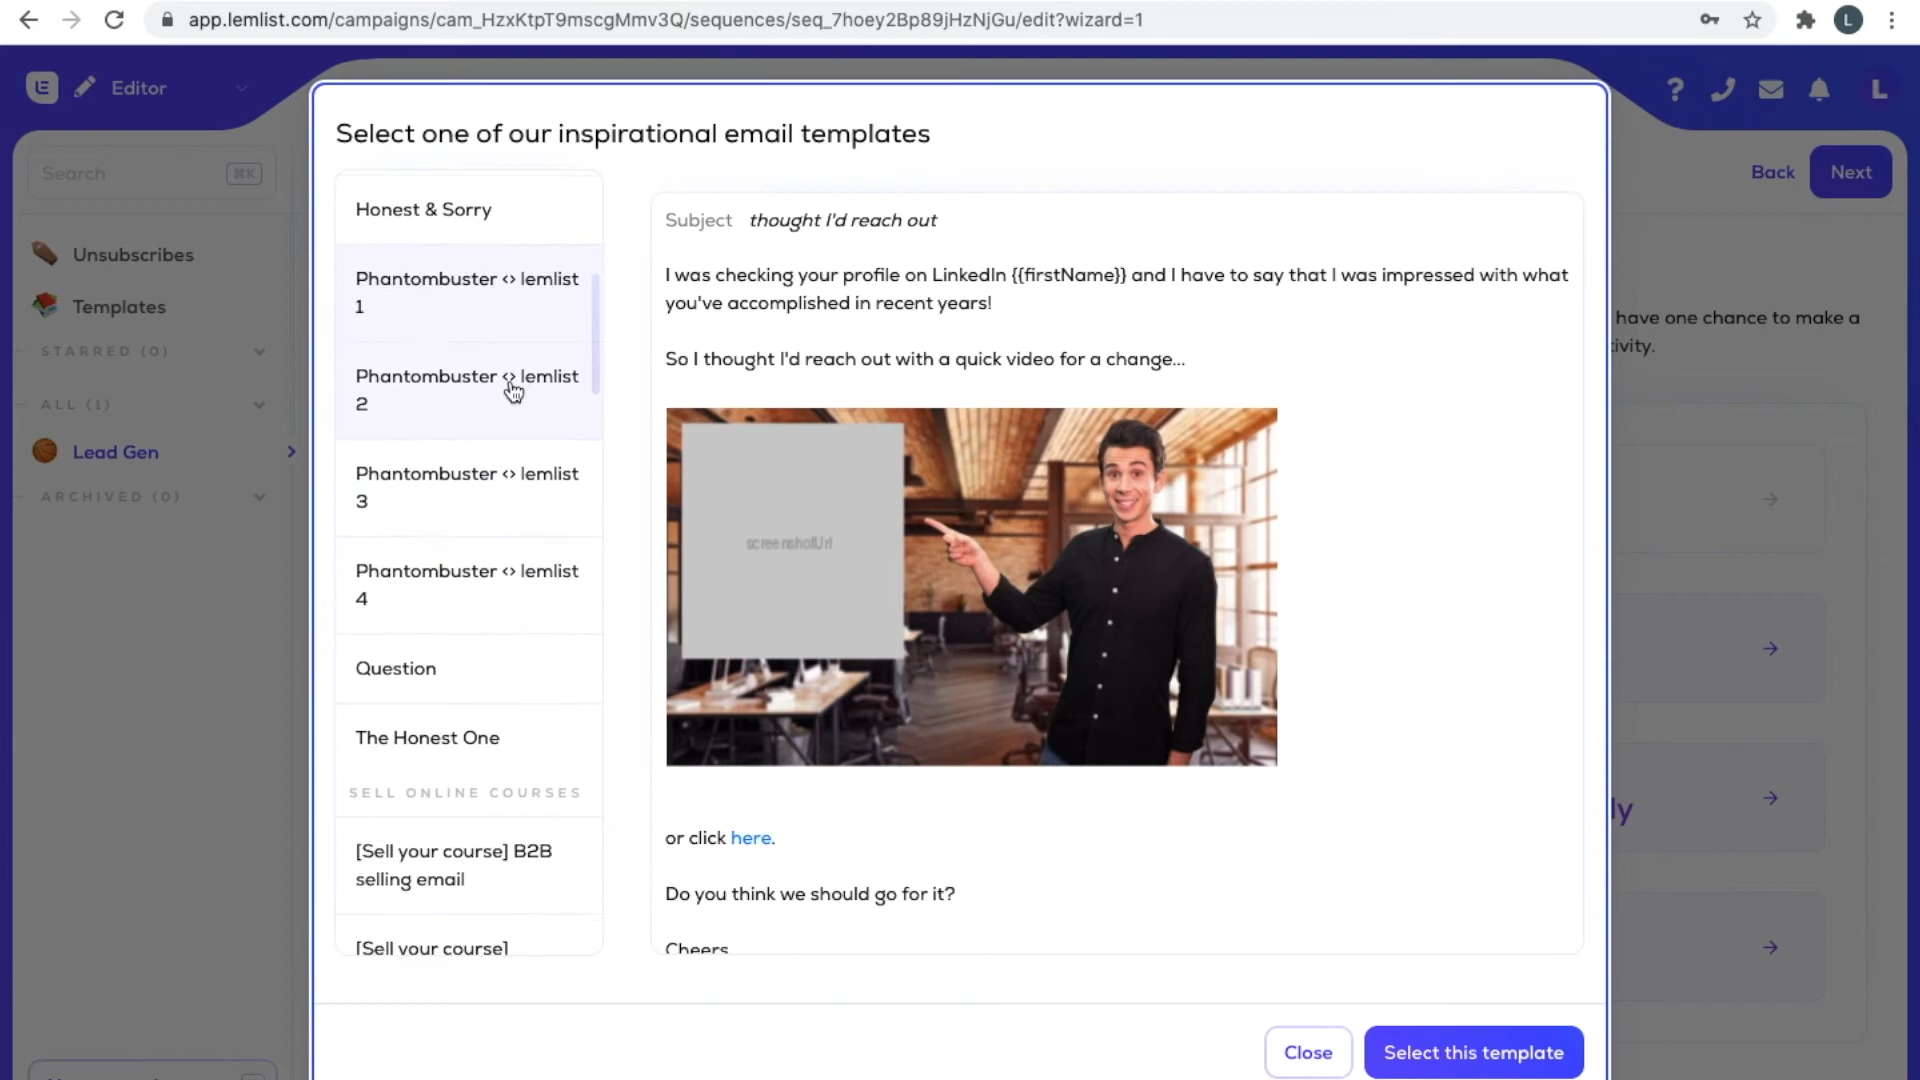 app.lemlist.com/campaigns/cam_HzxKtpT9mscgMmv3Q/sequences/seq_7hoey2Bp89jHzNjGu/edit?wizard=1
L
Editor
L
Search
⌘K
Unsubscribes
Templates
STARRED (0)
ALL (1)
Lead Gen
ARCHIVED (0)
Select one of our inspirational email templates
Honest & Sorry
Phantombuster <> lemlist
1
Phantombuster <> lemlist
2
Phantombuster <> lemlist
3
Phantombuster <> lemlist
4
Question
The Honest One
SELL ONLINE COURSES
[Sell your course] B2B
selling email
[Sell your course]
Subject thought I'd reach out
I was checking your profile on LinkedIn {{firstName}} and I have to say that I was impressed with what
you've accomplished in recent years!
So I thought I'd reach out with a quick video for a change...
screenshotUrl
or click here.
Do you think we should go for it?
Cheers
Close
Select this template
Back
Next
have one chance to make a
tivity.
ly